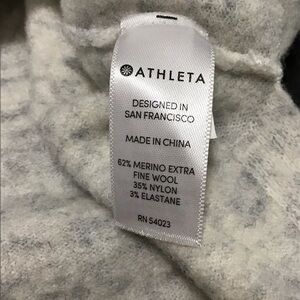 ATHLETA
DESIGNED IN
SAN FRANCISCO
MADE IN CHINA
62% MERINO EXTRA
FINE WOOL
35% NYLON
3% ELASTANE
RN 54023